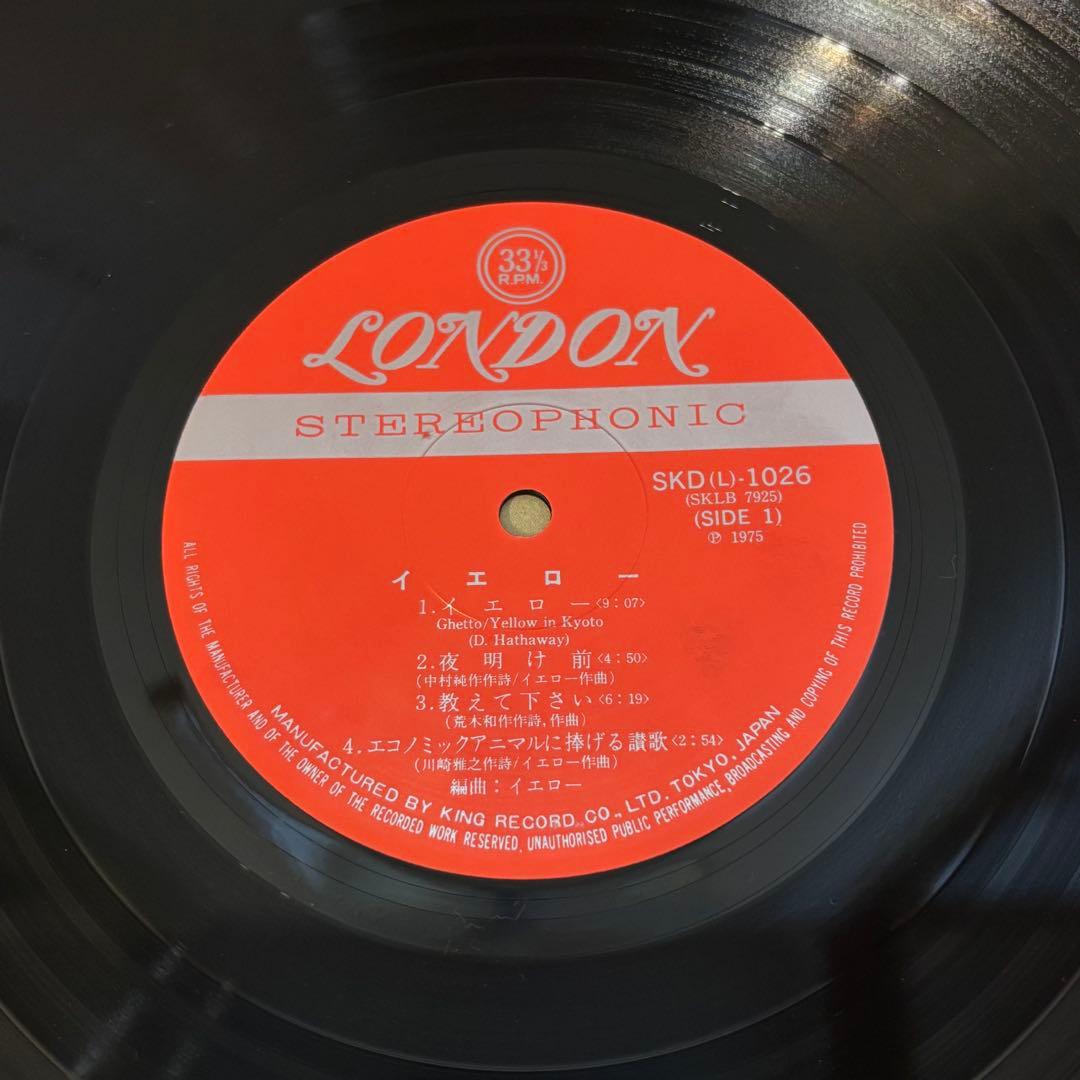 33⅓
R.P.M.
LONDON
STEREOPHONIC
SKD(L)-1026
(SKLB 7925)
(SIDE 1)
Ⓟ 1975
イエロー
1.イエロー<9:07>
Ghetto/Yellow in Kyoto
(D. Hathaway)
2.夜明け前<4:50>
(中村純作作詩/イエロー作曲)
3.教えて下さい<6:19>
(荒木和作作詩,作曲)
4.エコノミックアニマルに捧げる讃歌<2:54>
(川崎雅之作詩/イエロー作曲)
編曲:イエロー
MANUFACTURED BY KING RECORD CO., LTD. TOKYO, JAPAN
ALL RIGHTS OF THE MANUFACTURER AND OF THE OWNER OF THE RECORDED WORK RESERVED, UNAUTHORISED PUBLIC PERFORMANCE, BROADCASTING AND COPYING OF THIS RECORD PROHIBITED